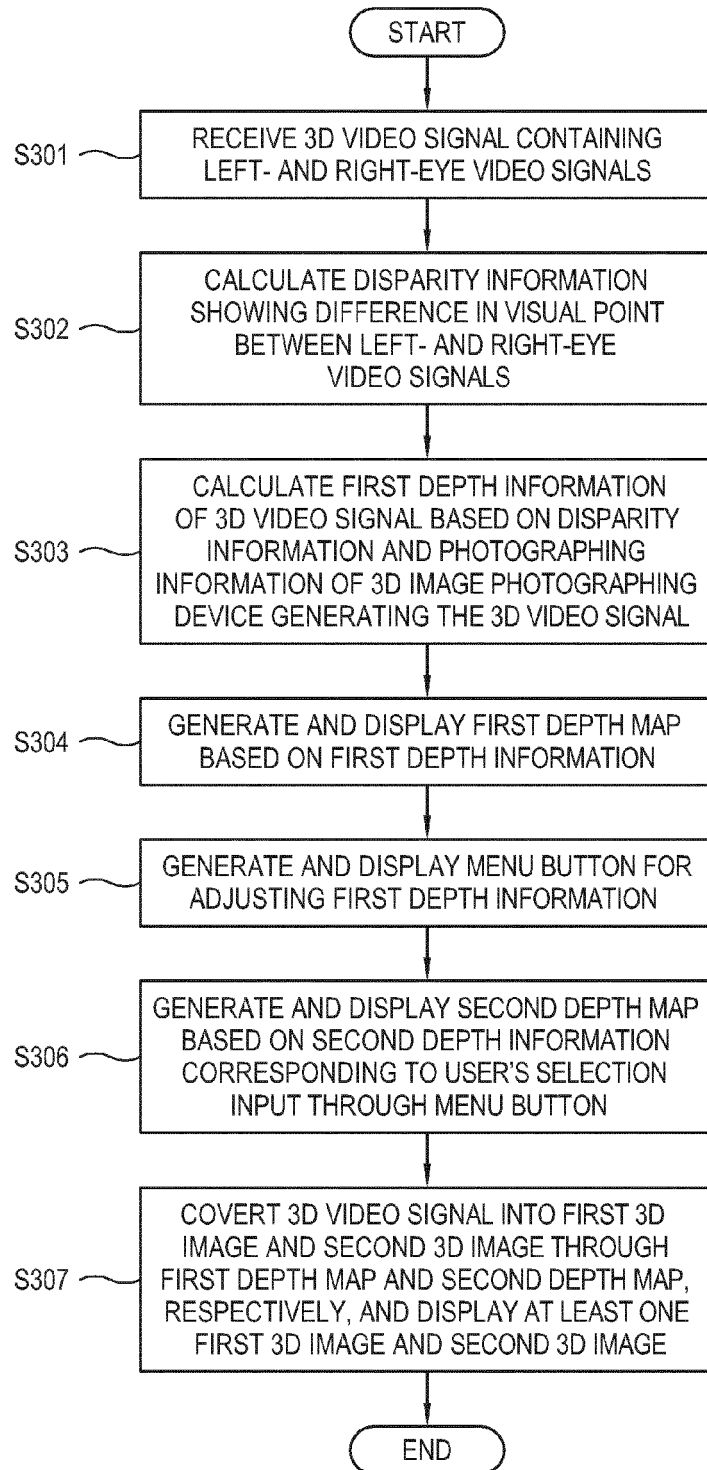 START
S301
RECEIVE 3D VIDEO SIGNAL CONTAINING
LEFT- AND RIGHT-EYE VIDEO SIGNALS
S302
CALCULATE DISPARITY INFORMATION
SHOWING DIFFERENCE IN VISUAL POINT
BETWEEN LEFT- AND RIGHT-EYE
VIDEO SIGNALS
S303
CALCULATE FIRST DEPTH INFORMATION
OF 3D VIDEO SIGNAL BASED ON DISPARITY
INFORMATION AND PHOTOGRAPHING
INFORMATION OF 3D IMAGE PHOTOGRAPHING
DEVICE GENERATING THE 3D VIDEO SIGNAL
S304
GENERATE AND DISPLAY FIRST DEPTH MAP
BASED ON FIRST DEPTH INFORMATION
S305
GENERATE AND DISPLAY MENU BUTTON FOR
ADJUSTING FIRST DEPTH INFORMATION
S306
GENERATE AND DISPLAY SECOND DEPTH MAP
BASED ON SECOND DEPTH INFORMATION
CORRESPONDING TO USER'S SELECTION
INPUT THROUGH MENU BUTTON
S307
COVERT 3D VIDEO SIGNAL INTO FIRST 3D
IMAGE AND SECOND 3D IMAGE THROUGH
FIRST DEPTH MAP AND SECOND DEPTH MAP,
RESPECTIVELY, AND DISPLAY AT LEAST ONE
FIRST 3D IMAGE AND SECOND 3D IMAGE
END